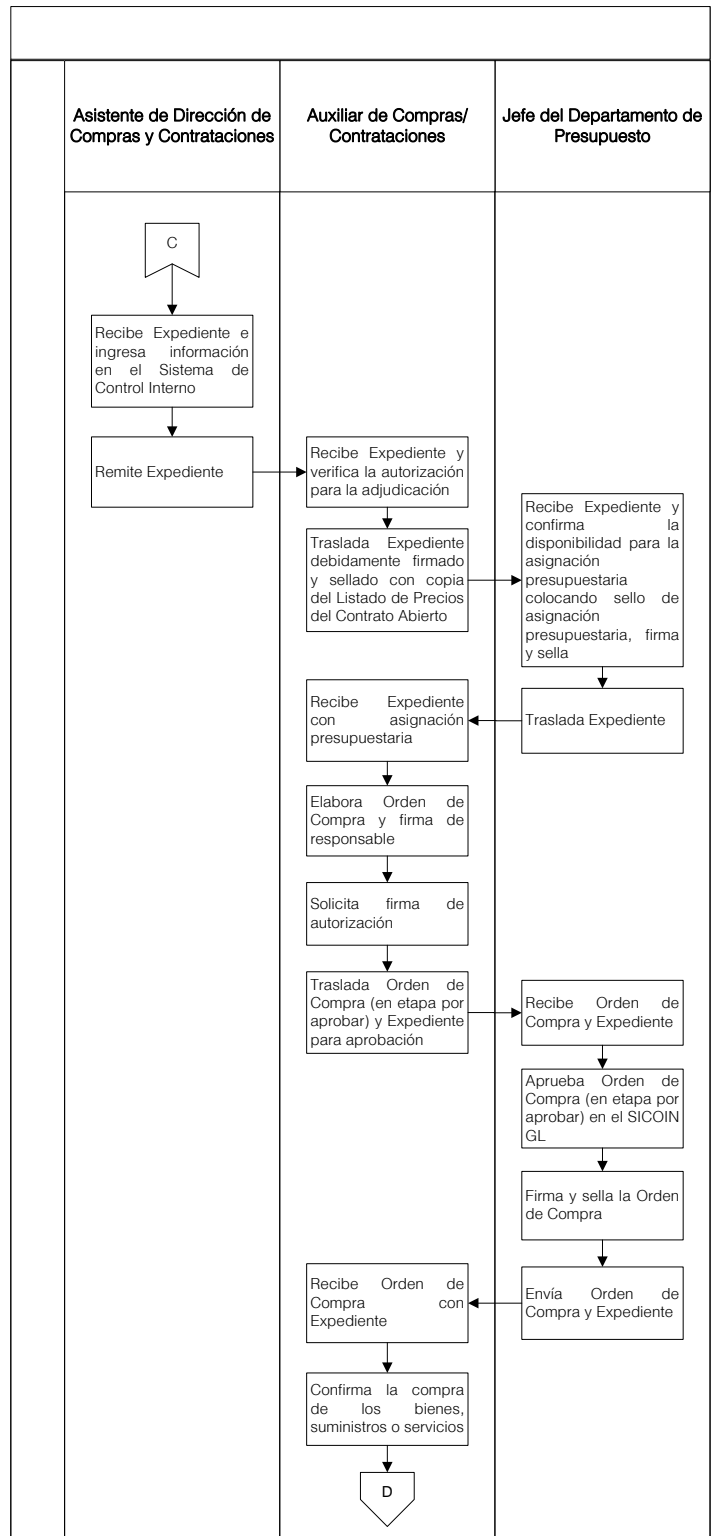 Asistente de Dirección de
Compras y Contrataciones
Auxiliar de Compras/
Contrataciones
Jefe del Departamento de
Presupuesto
C
Recibe Expediente e
ingresa información
en el Sistema de
Control Interno
Remite Expediente
Recibe Expediente y
verifica la autorización
para la adjudicación
Traslada Expediente
debidamente firmado
y sellado con copia
del Listado de Precios
del Contrato Abierto
Recibe Expediente y
confirma la
disponibilidad para la
asignación
presupuestaria
colocando sello de
asignación
presupuestaria, firma
y sella
Traslada Expediente
Recibe Expediente
con asignación
presupuestaria
Elabora Orden de
Compra y firma de
responsable
Solicita firma de
autorización
Traslada Orden de
Compra (en etapa por
aprobar) y Expediente
para aprobación
Recibe Orden de
Compra y Expediente
Aprueba Orden de
Compra (en etapa por
aprobar) en el SICOIN
GL
Firma y sella la Orden
de Compra
Envía Orden de
Compra y Expediente
Recibe Orden de
Compra con
Expediente
Confirma la compra
de los bienes,
suministros o servicios
D